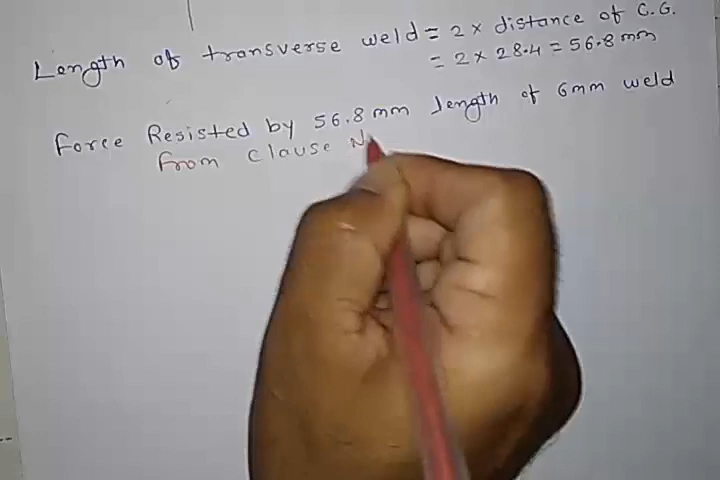 Length of transverse weld = 2 x distance of C.G.
= 2 x 28.4 = 56.8 mm
Force Resisted by 56.8 mm length of 6mm weld
From clause N